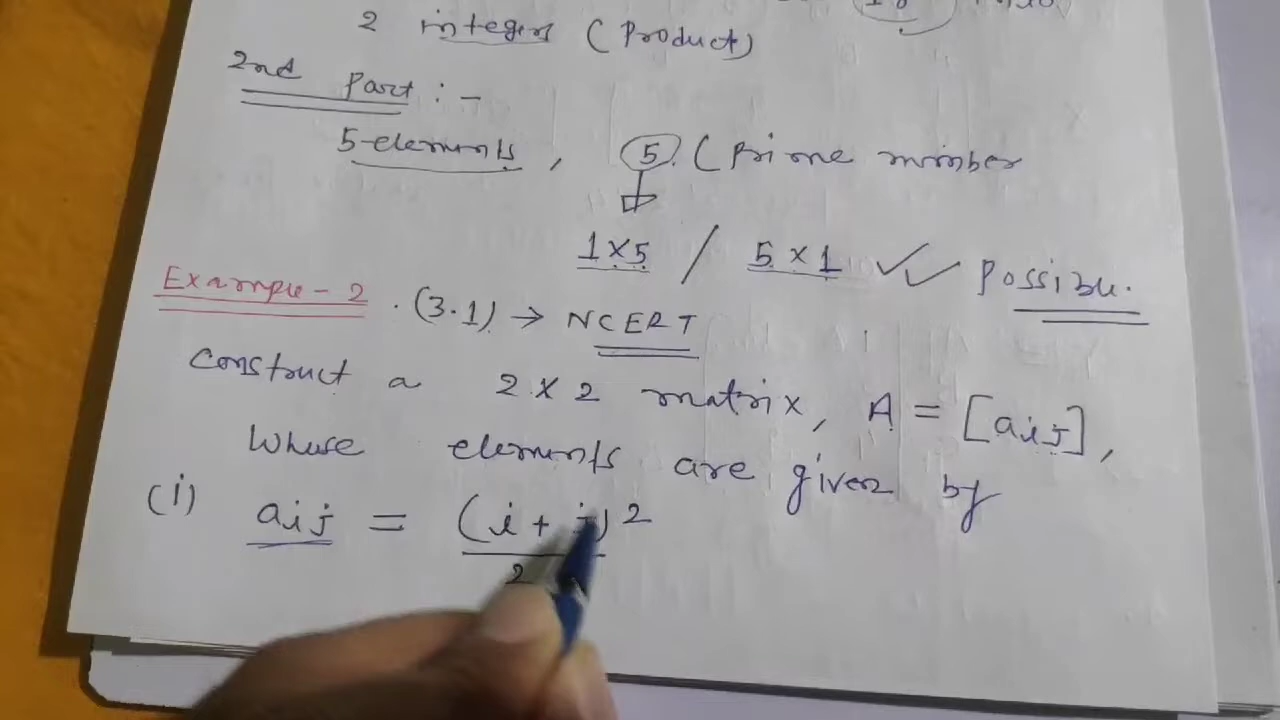 2 integers (Product)
2nd Part : -
5-elements , 5 . (Prime number
1×5 / 5×1 ✓✓ Possible.
Example - 2 . (3.1) → NCERT
Construct a 2×2 matrix, A = [aij],
Whose elements are given by
(i) aij = (i + j)²
2